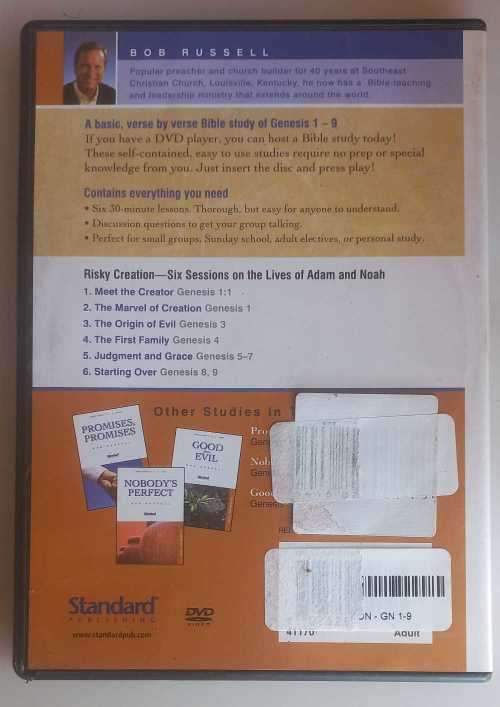 BOB RUSSELL
Popular preacher and church builder for 40 years at Southeast
Christian Church, Louisville, Kentucky, he now has a Bible-teaching
and leadership ministry that extends around the world.
A basic, verse by verse Bible study of Genesis 1 – 9
If you have a DVD player, you can host a Bible study today!
These self-contained, easy to use studies require no prep or special
knowledge from you. Just insert the disc and press play!
Contains everything you need
• Six 30-minute lessons. Thorough, but easy for anyone to understand.
• Discussion questions to get your group talking.
• Perfect for small groups, Sunday school, adult electives, or personal study.
Risky Creation—Six Sessions on the Lives of Adam and Noah
1. Meet the Creator Genesis 1:1
2. The Marvel of Creation Genesis 1
3. The Origin of Evil Genesis 3
4. The First Family Genesis 4
5. Judgment and Grace Genesis 5–7
6. Starting Over Genesis 8, 9
Other Studies in
PROMISES,
PROMISES
BOB RUSSELL
GOOD
EVIL
NOBODY'S
PERFECT
BOB RUSSELL
Standard
PUBLISHING
www.standardpub.com
DVD
VIDEO
ON - GN 1-9
41170 Adult